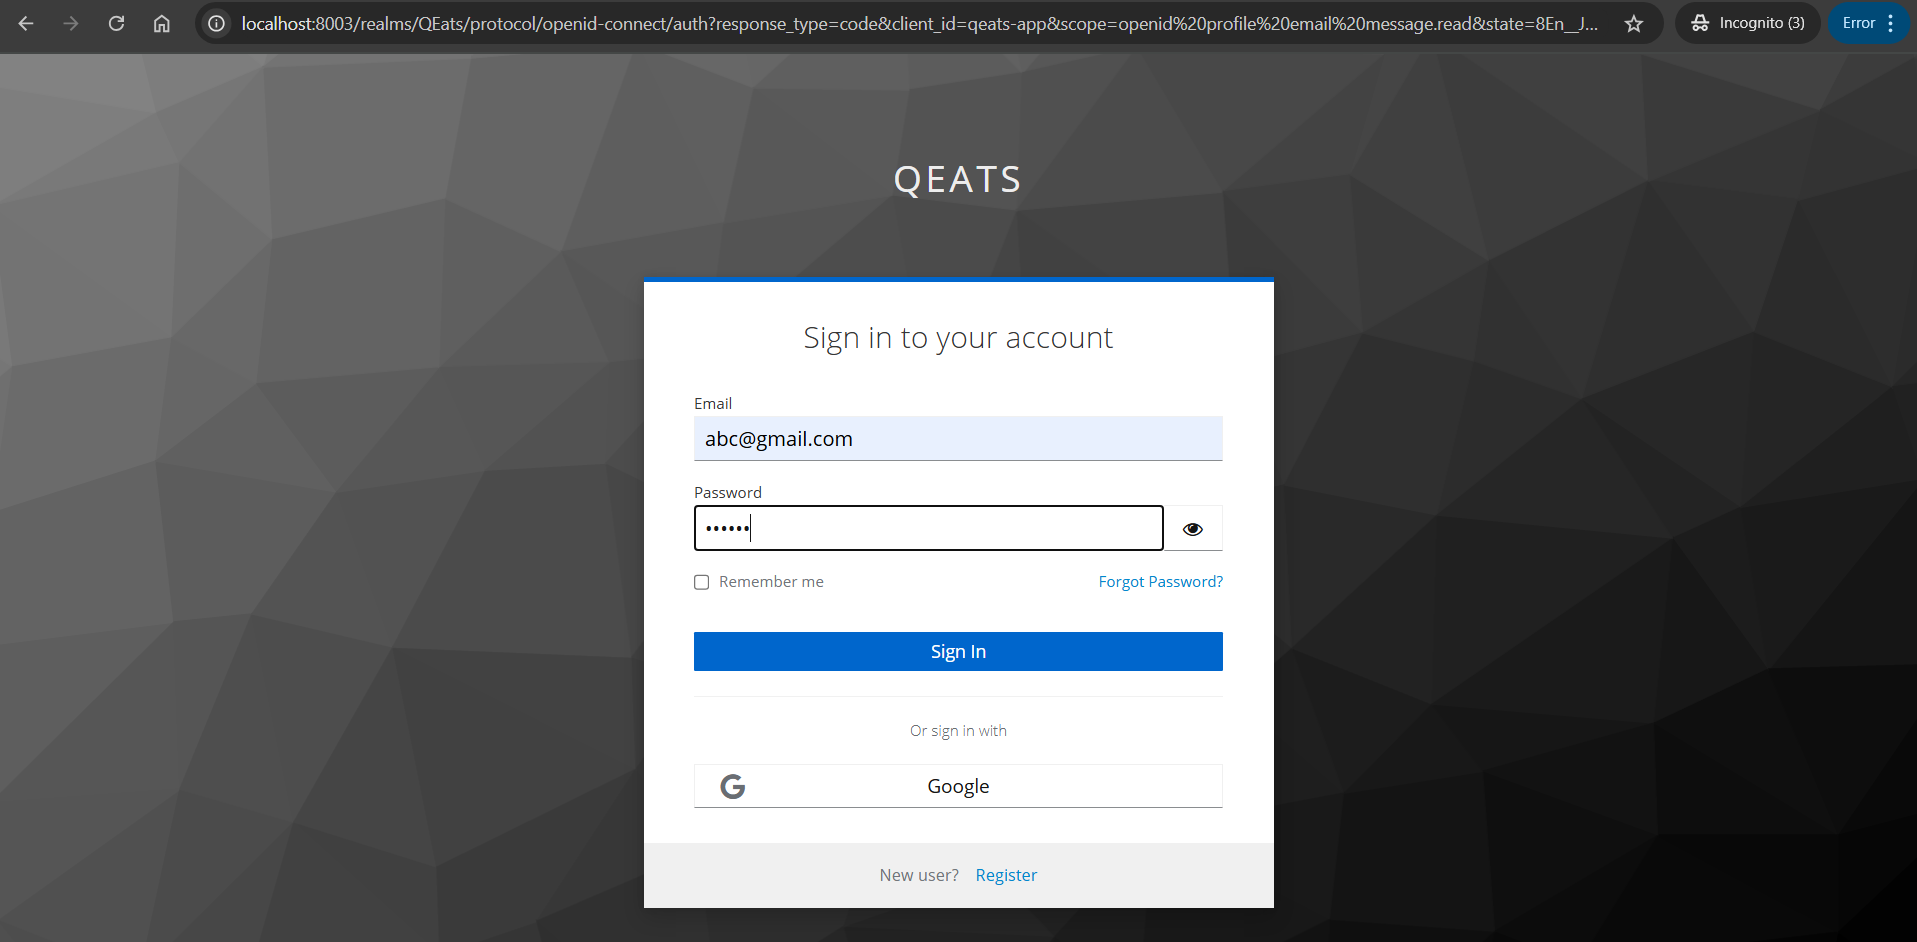 localhost:8003/realms/QEats/protocol/openid-connect/auth?response_type=code&client_id=qeats-app&scope=openid%20profile%20email%20message.read&state=8En__J...
Incognito (3)
Error
QEATS
Sign in to your account
Email
abc@gmail.com
Password
••••••
Remember me
Forgot Password?
Sign In
Or sign in with
G
Google
New user? Register